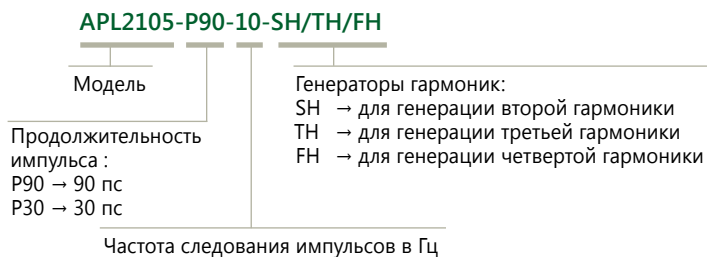 APL2105-P90-10-SH/TH/FH
Модель
Генераторы гармоник:
SH → для генерации второй гармоники
TH → для генерации третьей гармоники
FH → для генерации четвертой гармоники
Продолжительность
импульса :
P90 → 90 пс
P30 → 30 пс
Частота следования импульсов в Гц